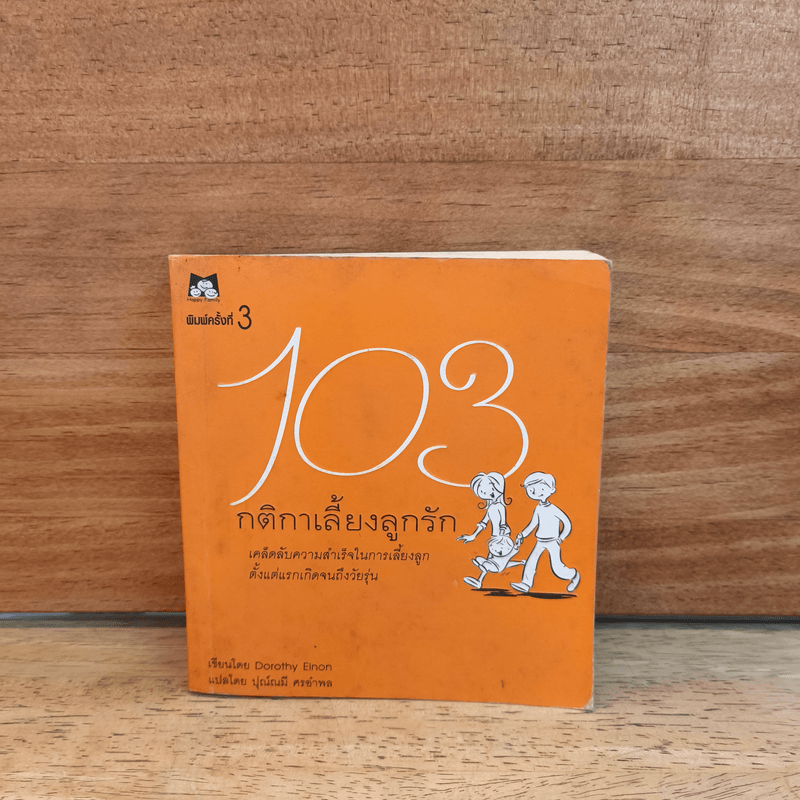 Happy Family
พิมพ์ครั้งที่ 3
103
กติกาเลี้ยงลูกรัก
เคล็ดลับความสำเร็จในการเลี้ยงลูก
ตั้งแต่แรกเกิดจนถึงวัยรุ่น
เขียนโดย Dorothy Einon
แปลโดย ปุณ์ณมี ศรอำพล